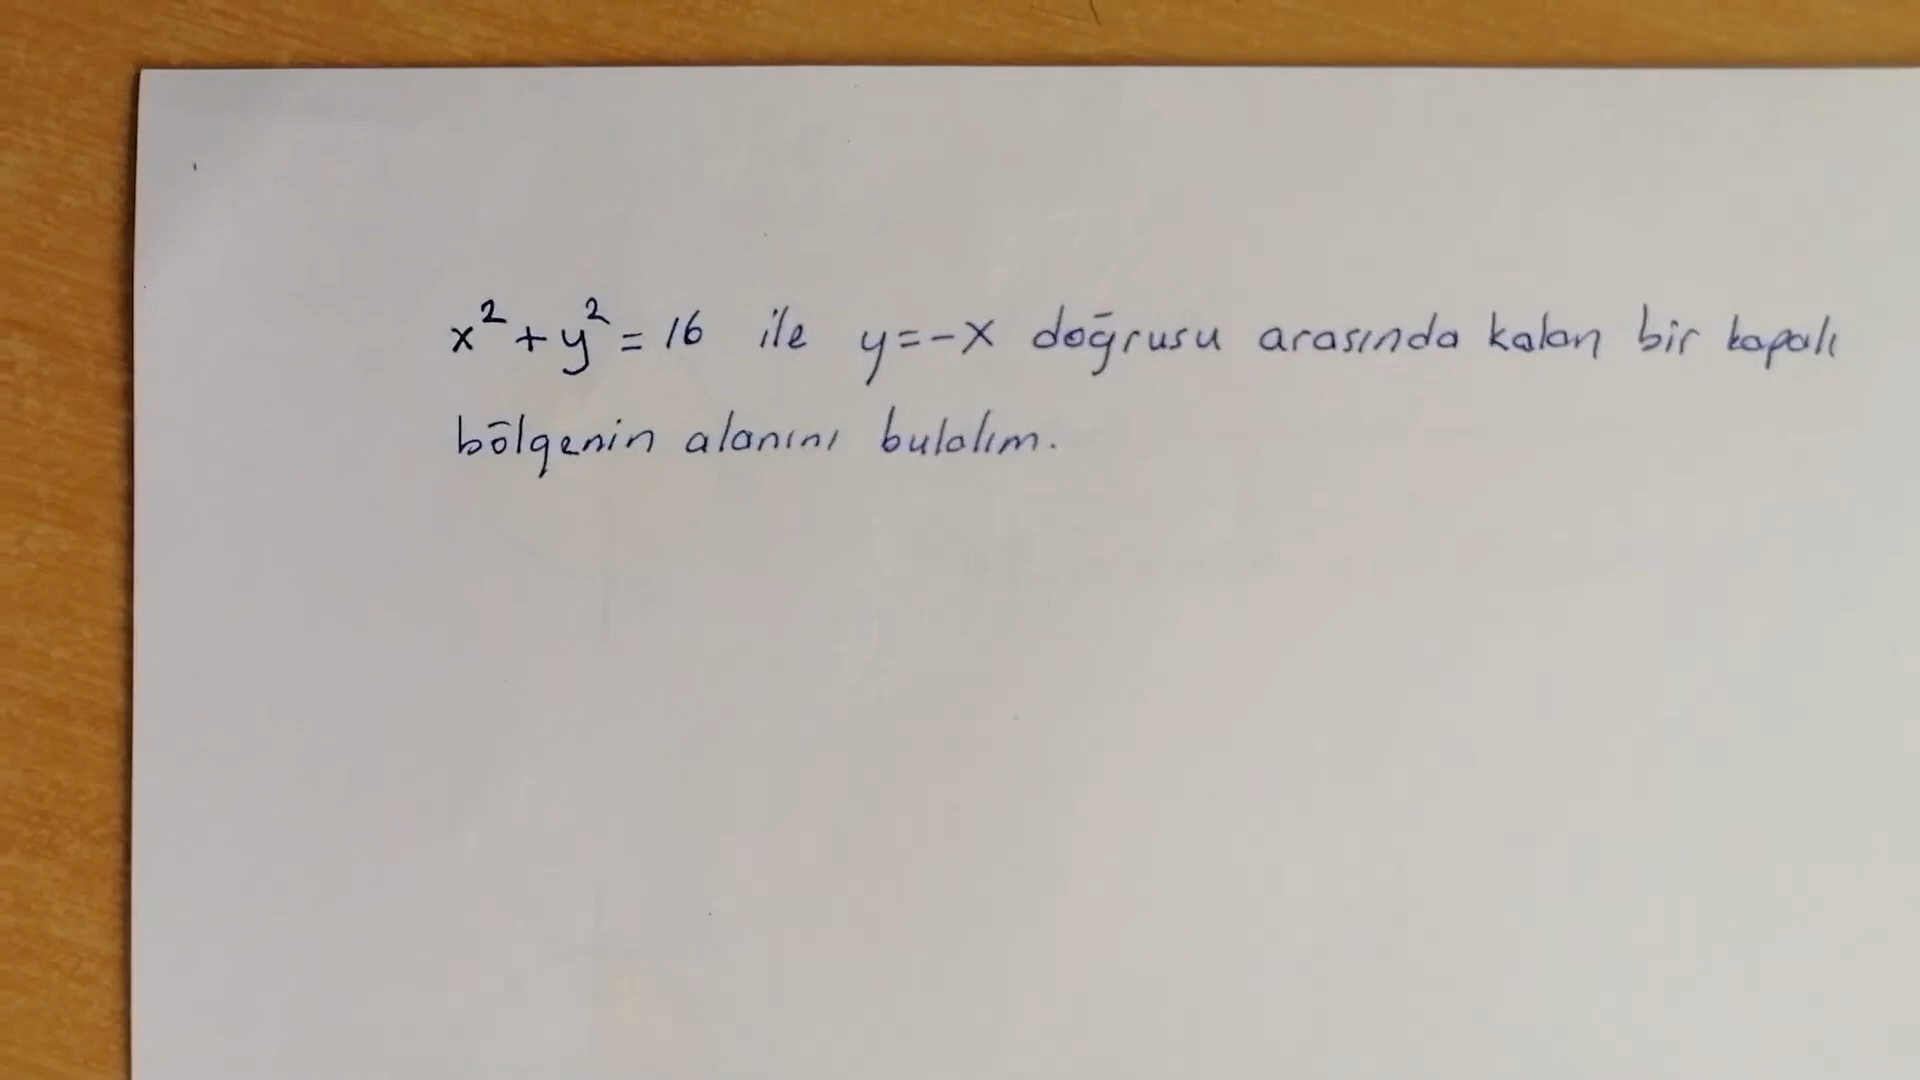 x² + y² = 16 ile y = -x doğrusu arasında kalan bir kapalı
bölgenin alanını bulalım.